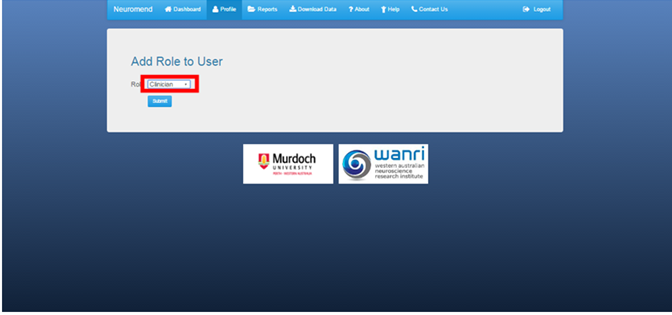 Neuromend Dashboard Profile Reports Download Data ? About Help Contact Us Logout
Add Role to User
Clinician
Submit
Murdoch
UNIVERSITY
PERTH · WESTERN AUSTRALIA
wanri
western australian
neuroscience
research institute